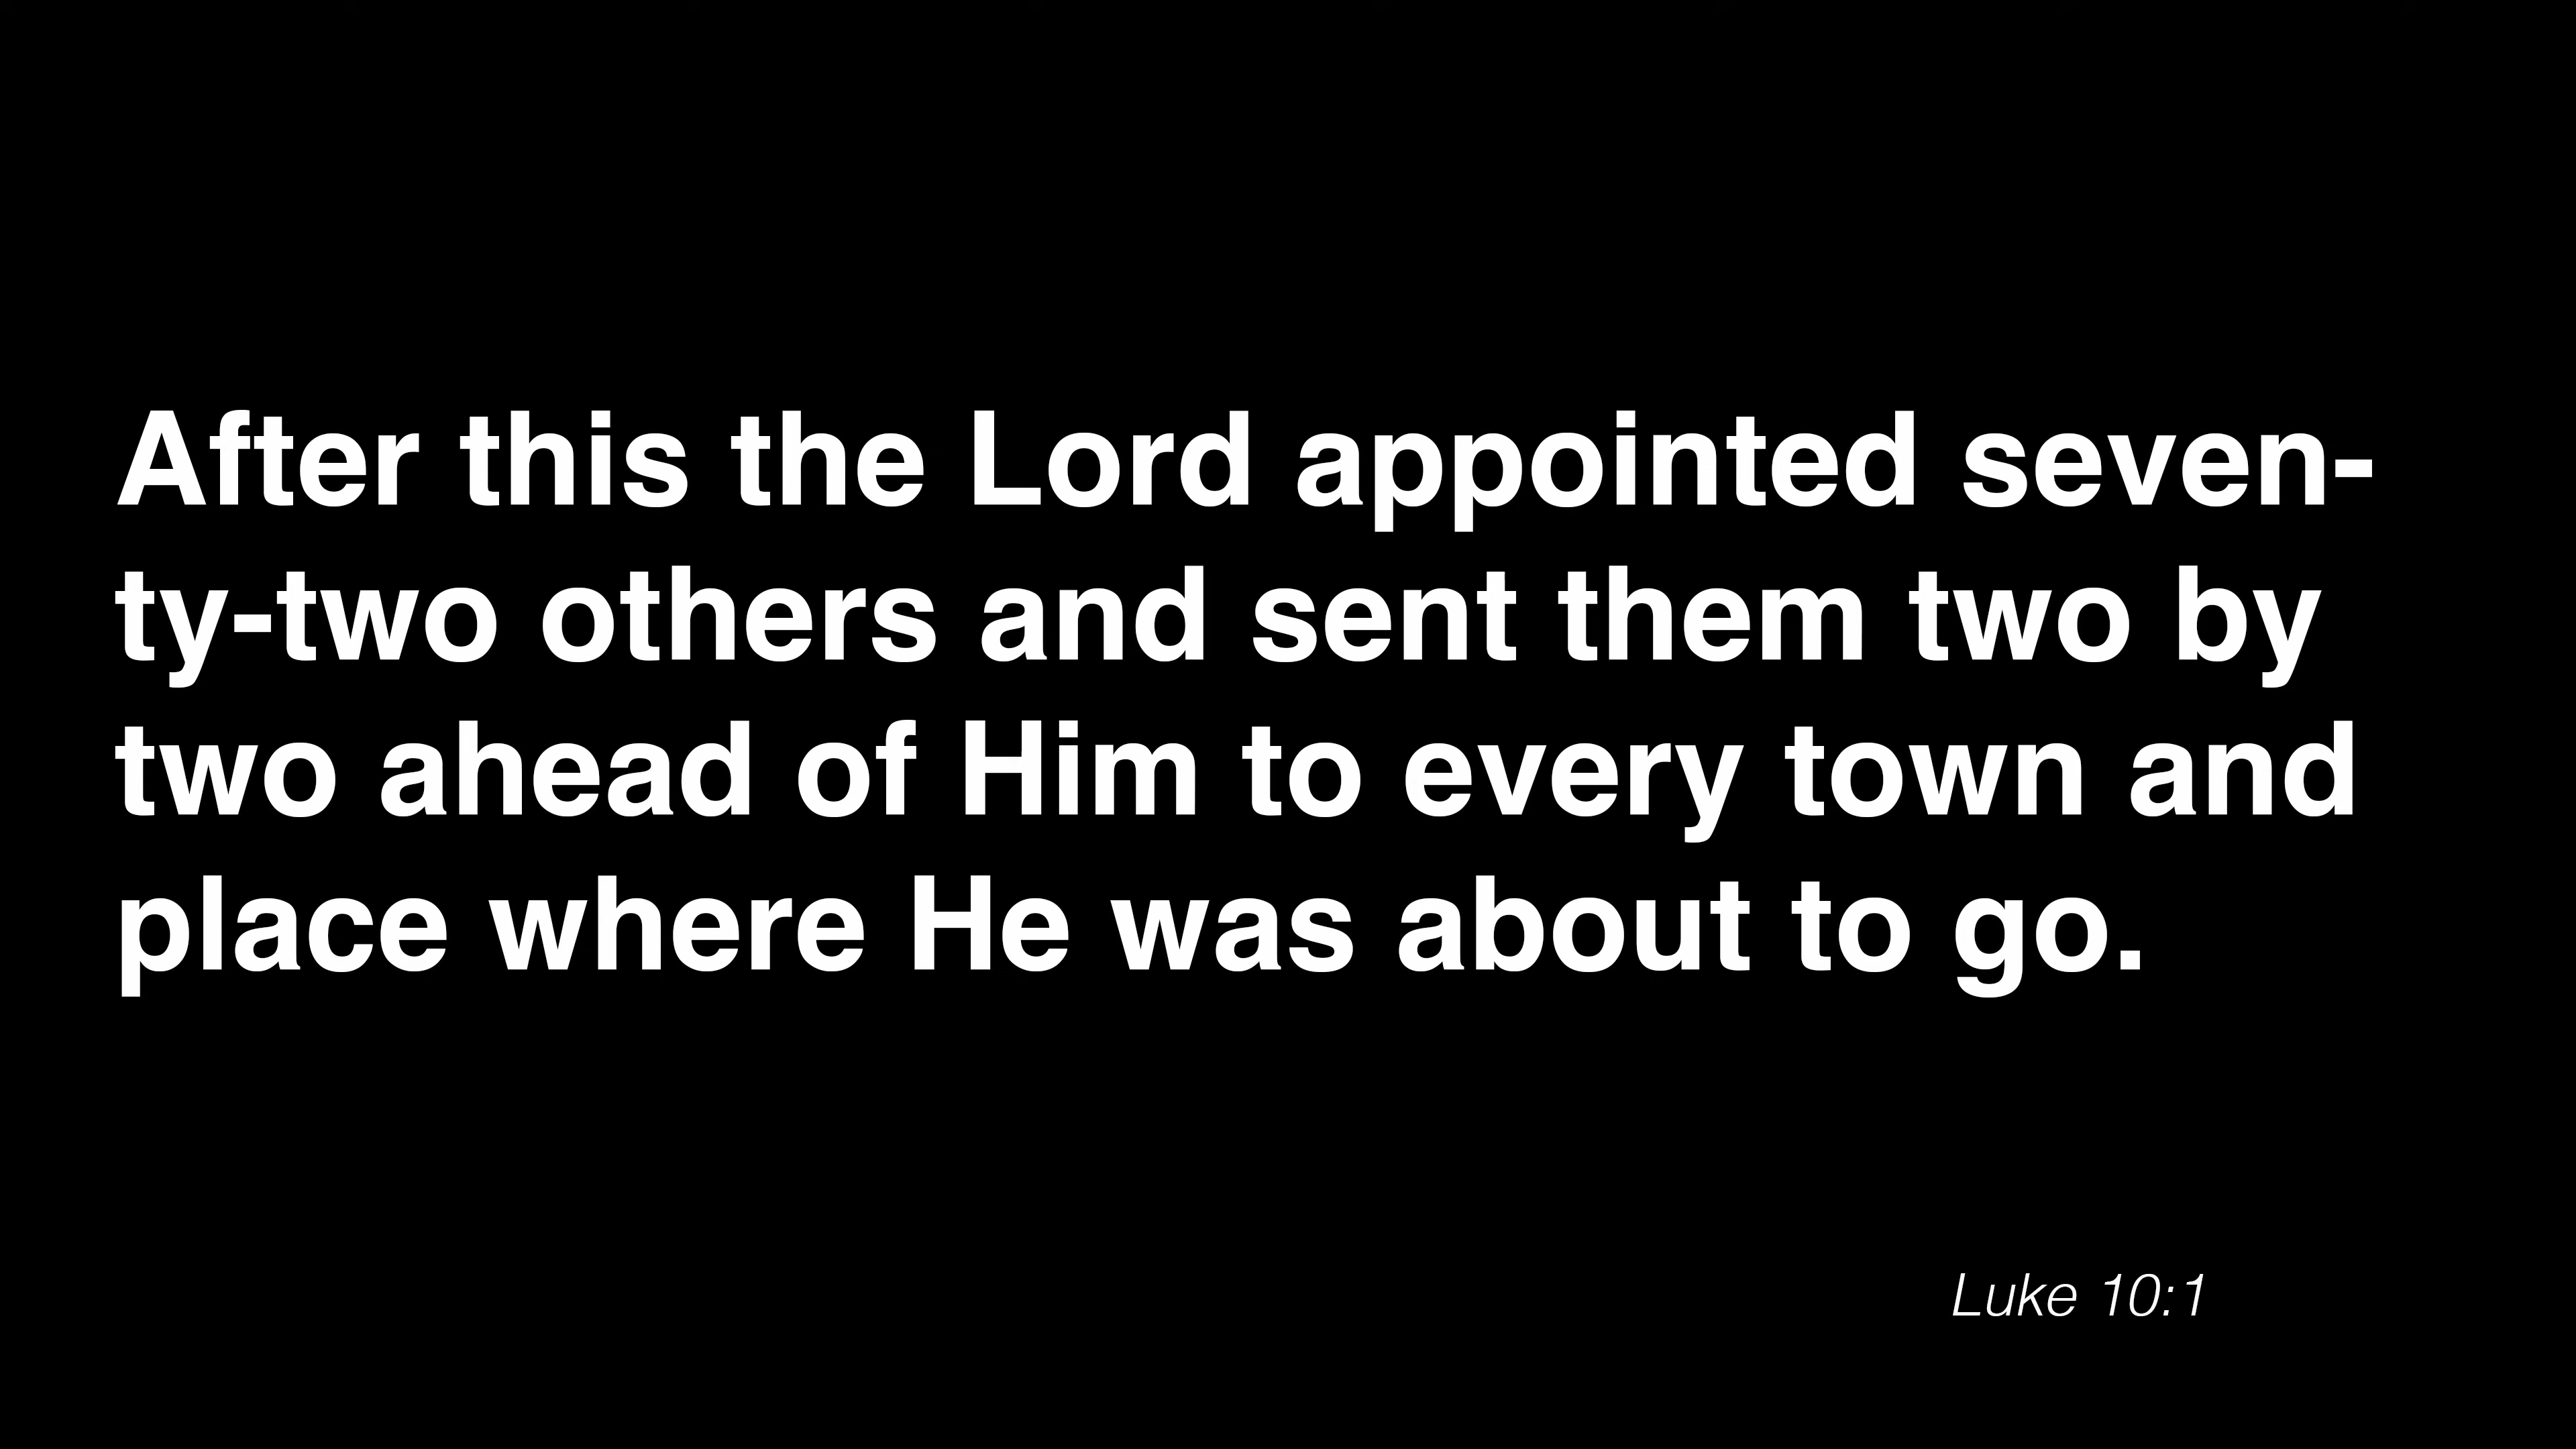 After this the Lord appointed seven-
ty-two others and sent them two by
two ahead of Him to every town and
place where He was about to go.
Luke 10:1